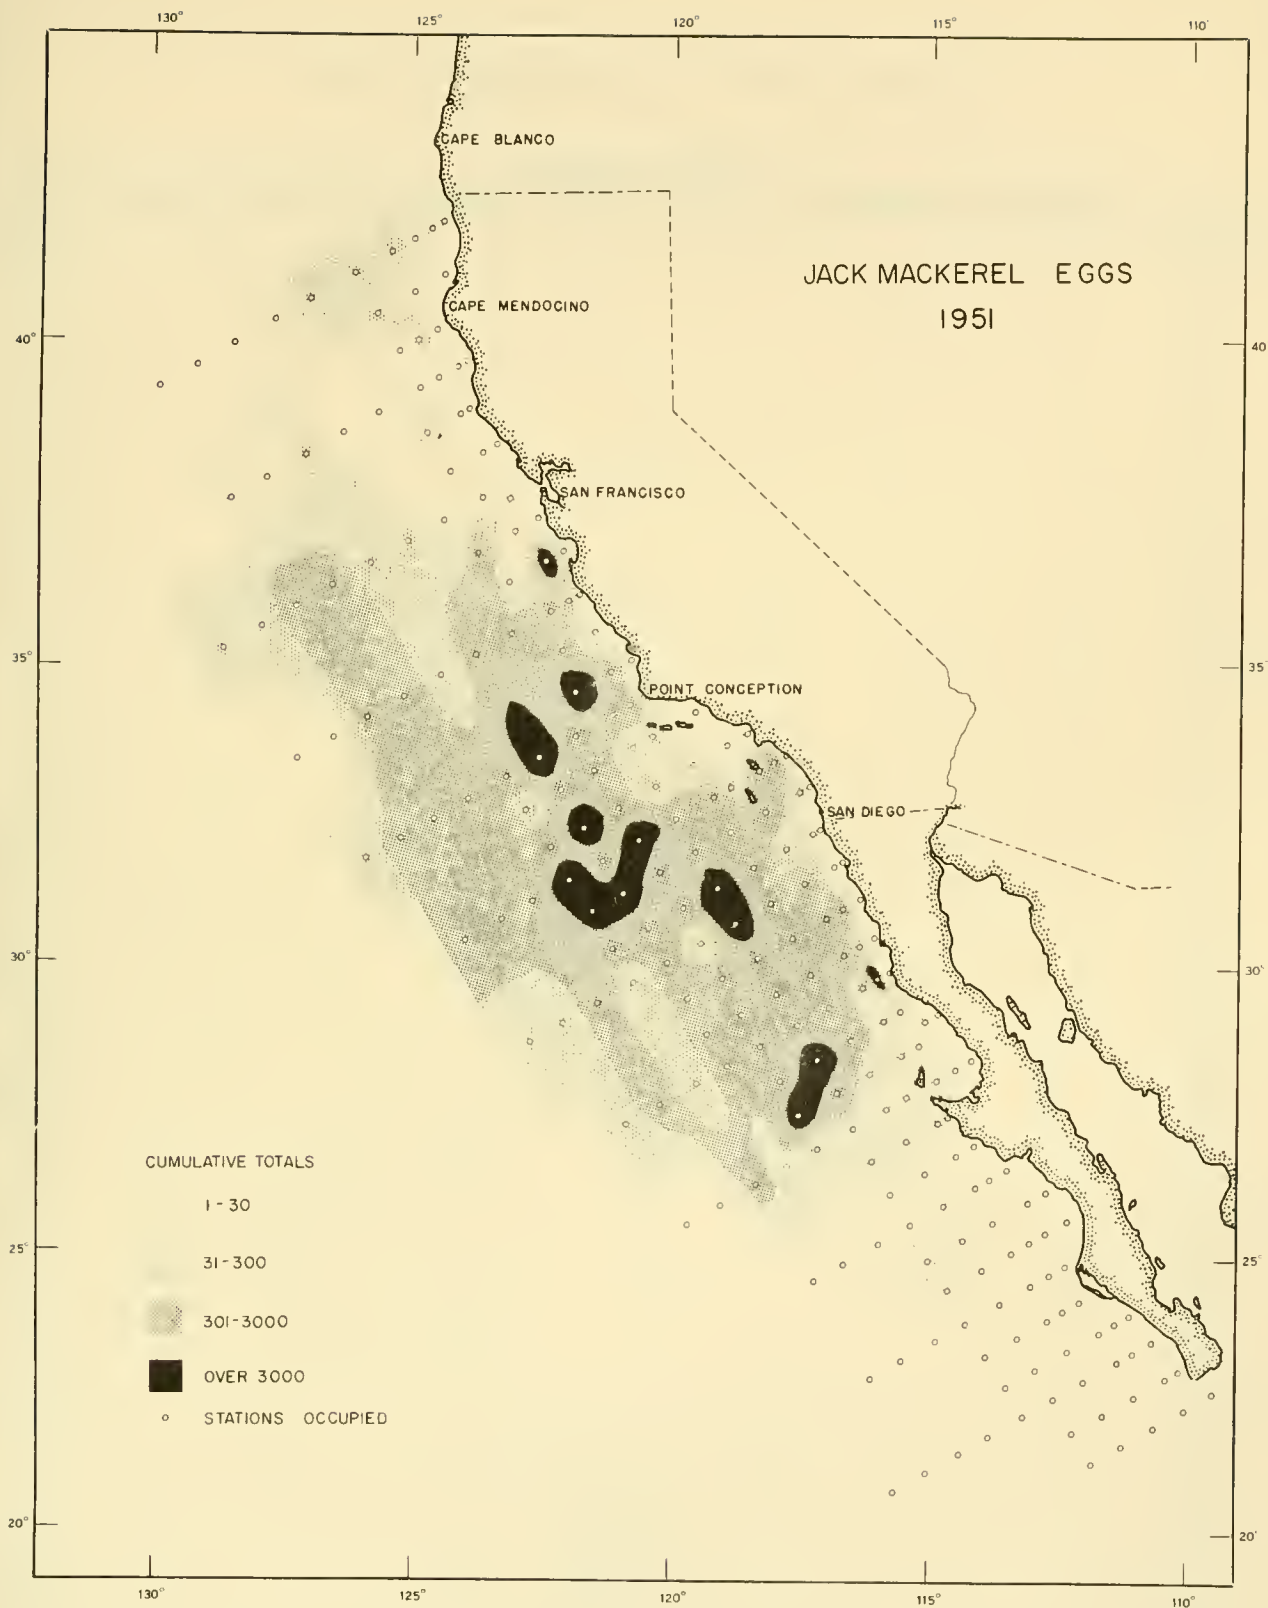 130° 125° 120° 115° 110°
CAPE BLANCO
JACK MACKEREL EGGS
1951
CAPE MENDOCINO
40° 40
SAN FRANCISCO
35° 35°
POINT CONCEPTION
SAN DIEGO
30° 30°
CUMULATIVE TOTALS
1-30
25° 25°
31-300
301-3000
OVER 3000
STATIONS OCCUPIED
20° 20°
130° 125° 120° 115° 110°